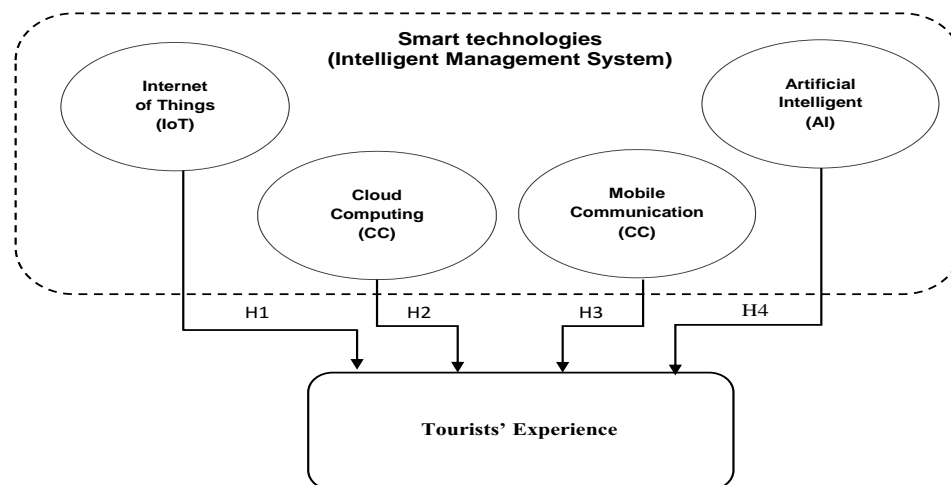 Smart technologies
(Intelligent Management System)
Internet
of Things
(IoT)
Artificial
Intelligent
(AI)
Cloud
Computing
(CC)
Mobile
Communication
(CC)
H1
H2
H3
H4
Tourists' Experience